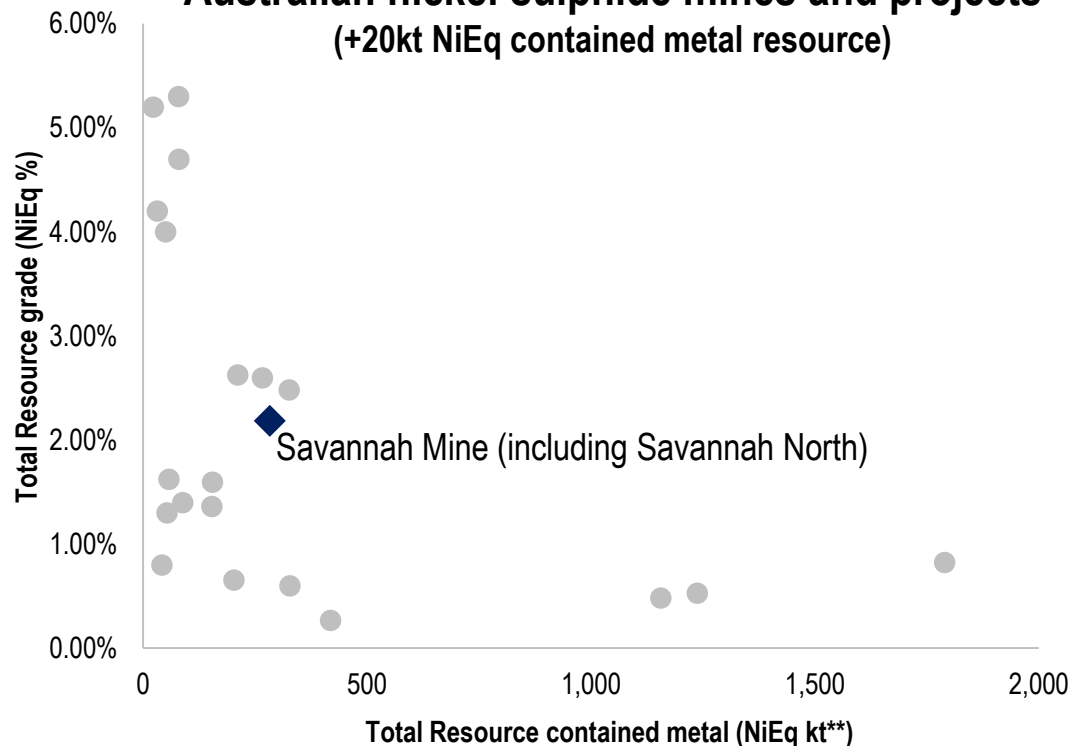 Australian nickel sulphide mines and projects
(+20kt NiEq contained metal resource)
6.00%
5.00%
4.00%
3.00%
2.00%
1.00%
0.00%
Total Resource grade (NiEq %)
Savannah Mine (including Savannah North)
0
500
1,000
1,500
2,000
Total Resource contained metal (NiEq kt**)